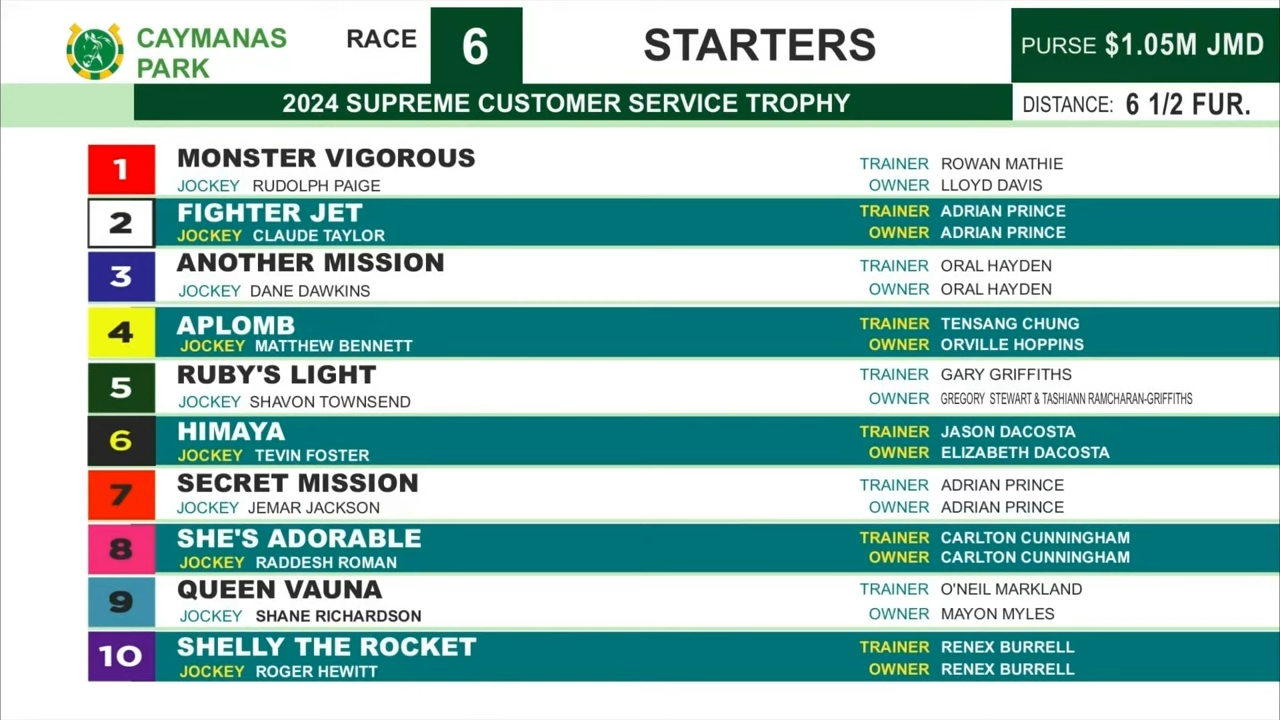 CAYMANAS PARK
RACE 6 STARTERS PURSE $1.05M JMD
2024 SUPREME CUSTOMER SERVICE TROPHY DISTANCE: 6 1/2 FUR.
1 MONSTER VIGOROUS TRAINER ROWAN MATHIE
JOCKEY RUDOLPH PAIGE OWNER LLOYD DAVIS
2 FIGHTER JET TRAINER ADRIAN PRINCE
JOCKEY CLAUDE TAYLOR OWNER ADRIAN PRINCE
3 ANOTHER MISSION TRAINER ORAL HAYDEN
JOCKEY DANE DAWKINS OWNER ORAL HAYDEN
4 APLOMB TRAINER TENSANG CHUNG
JOCKEY MATTHEW BENNETT OWNER ORVILLE HOPPINS
5 RUBY'S LIGHT TRAINER GARY GRIFFITHS
JOCKEY SHAVON TOWNSEND OWNER GREGORY STEWART & TASHIANN RAMCHARAN-GRIFFITHS
6 HIMAYA TRAINER JASON DACOSTA
JOCKEY TEVIN FOSTER OWNER ELIZABETH DACOSTA
7 SECRET MISSION TRAINER ADRIAN PRINCE
JOCKEY JEMAR JACKSON OWNER ADRIAN PRINCE
8 SHE'S ADORABLE TRAINER CARLTON CUNNINGHAM
JOCKEY RADDESH ROMAN OWNER CARLTON CUNNINGHAM
9 QUEEN VAUNA TRAINER O'NEIL MARKLAND
JOCKEY SHANE RICHARDSON OWNER MAYON MYLES
10 SHELLY THE ROCKET TRAINER RENEX BURRELL
JOCKEY ROGER HEWITT OWNER RENEX BURRELL